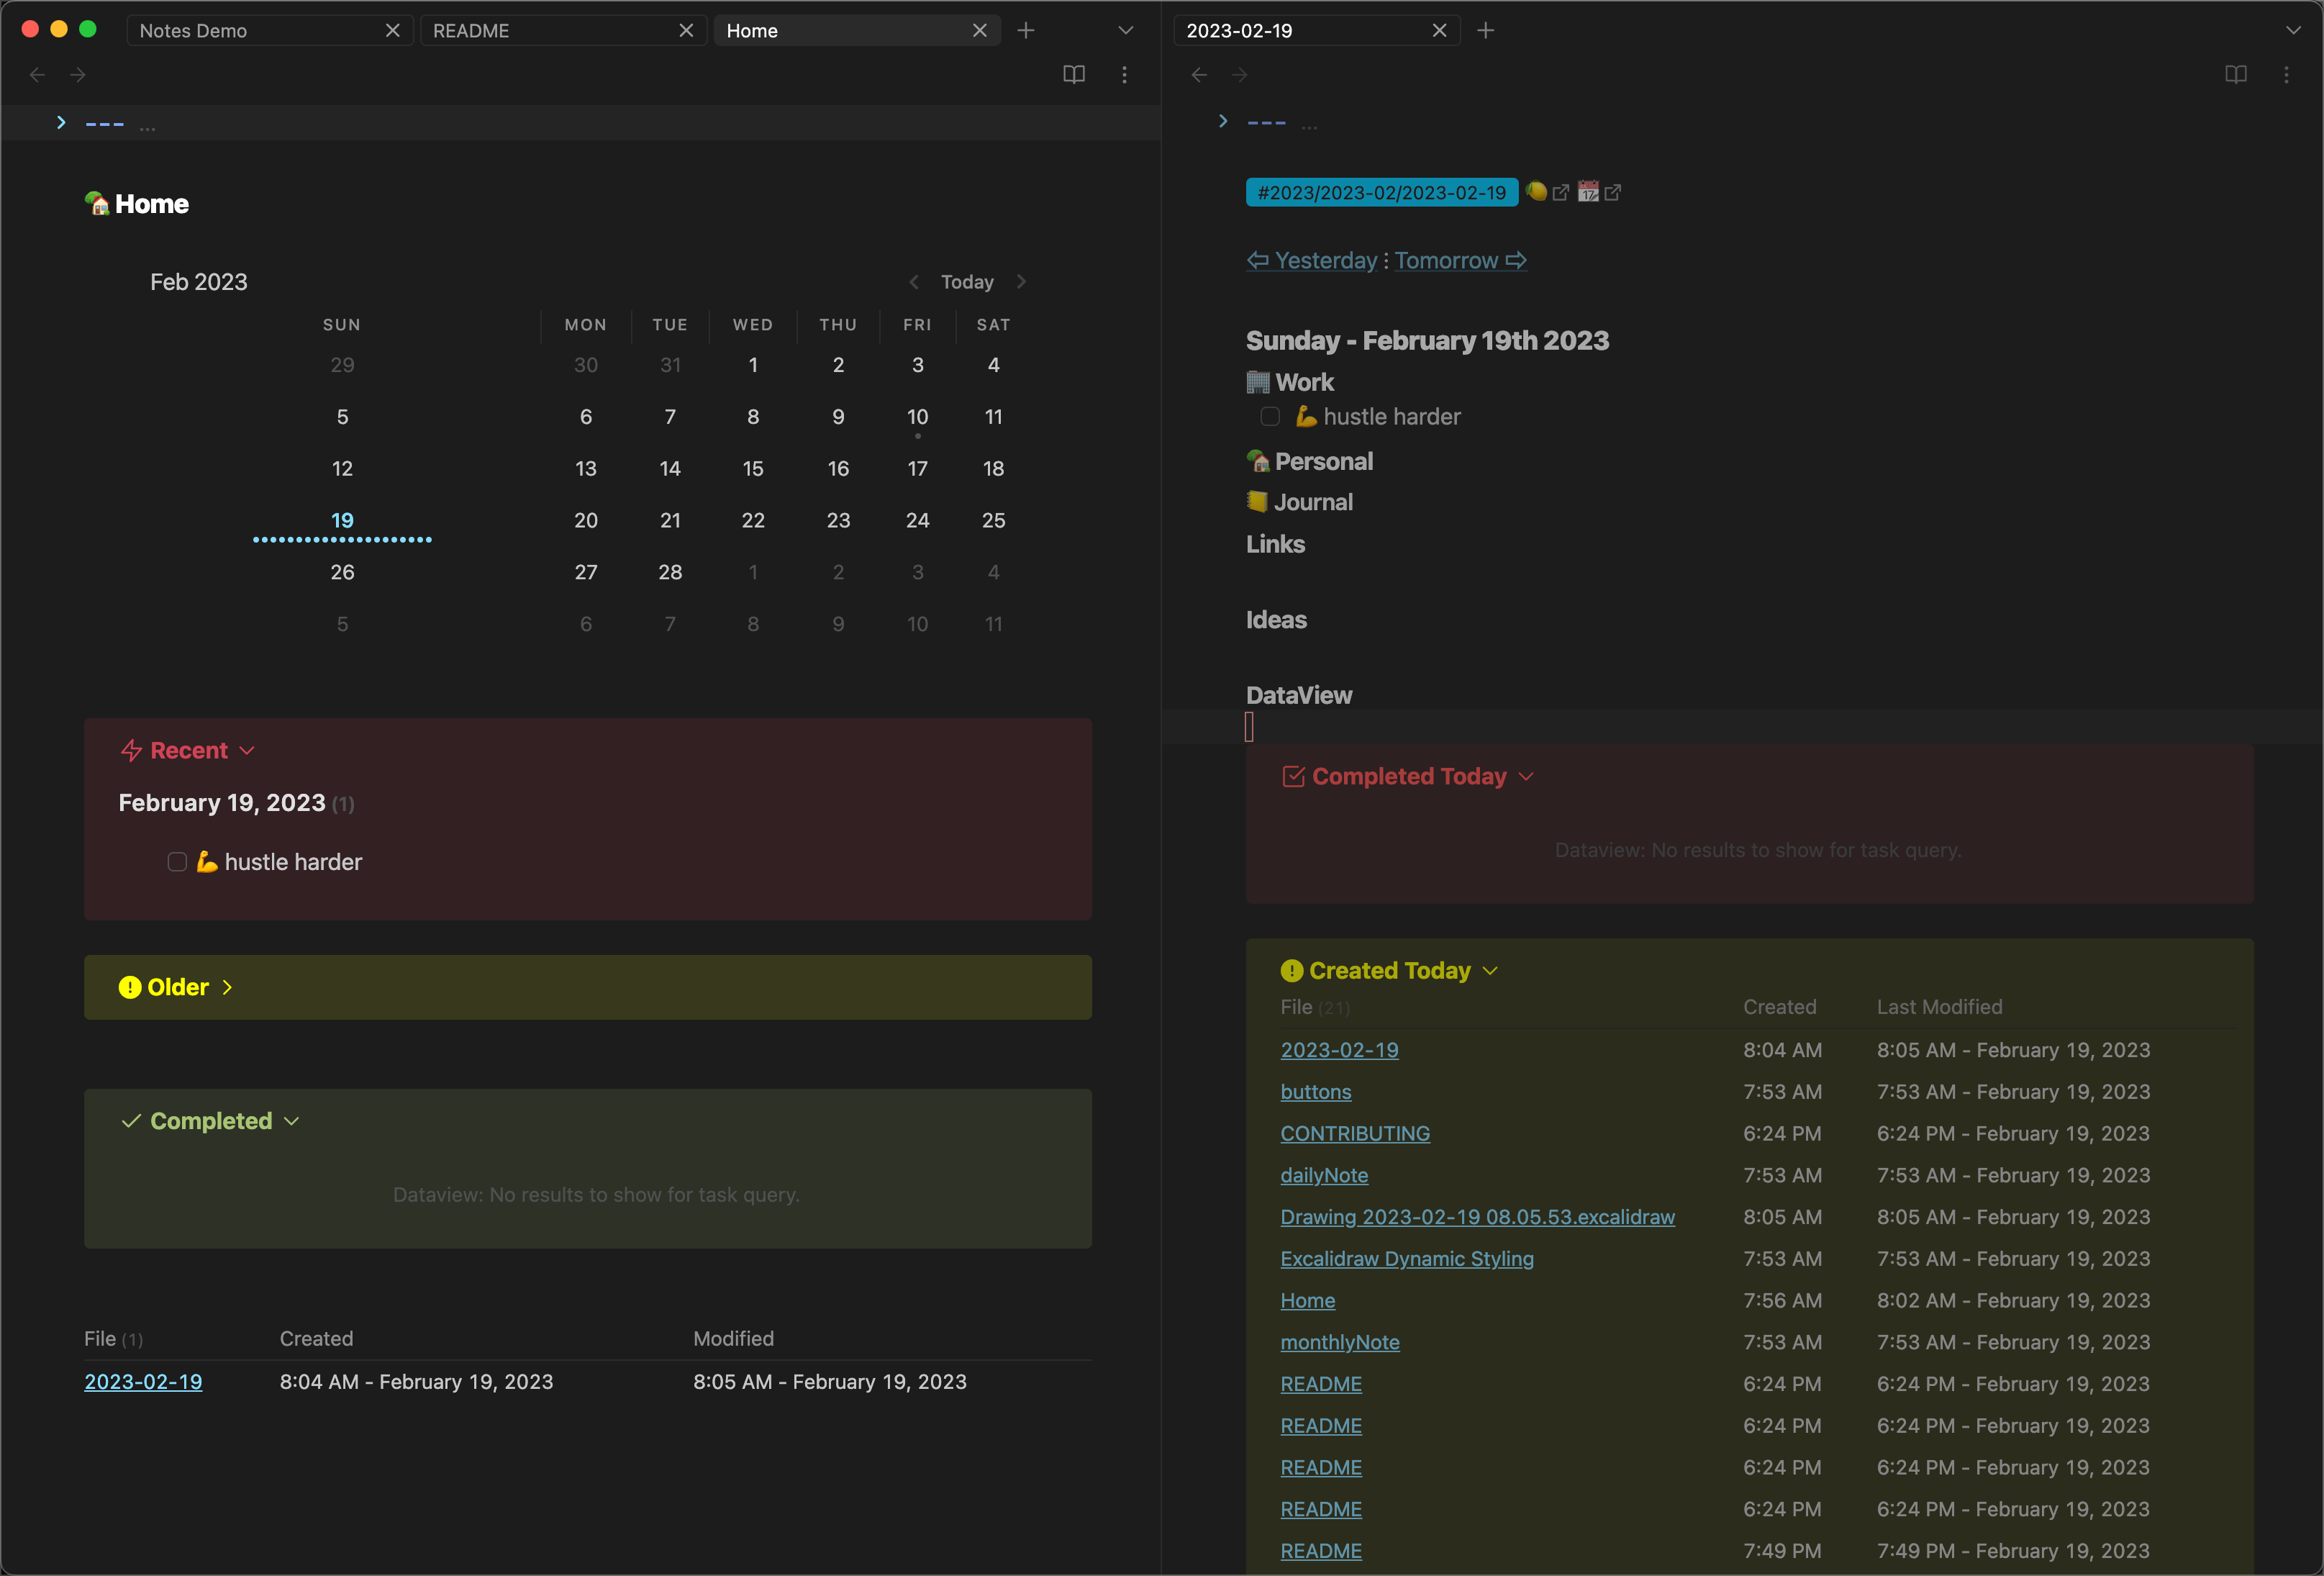 Notes Demo README Home
--- ...
Home
Feb 2023 Today
SUN MON TUE WED THU FRI SAT
29 30 31 1 2 3 4
5 6 7 8 9 10 11
12 13 14 15 16 17 18
19 20 21 22 23 24 25
26 27 28 1 2 3 4
5 6 7 8 9 10 11
Recent
February 19, 2023 (1)
hustle harder
Older
Completed
Dataview: No results to show for task query.
File (1) Created Modified
2023-02-19 8:04 AM - February 19, 2023 8:05 AM - February 19, 2023
2023-02-19
--- ...
#2023/2023-02/2023-02-19
Yesterday ⋮ Tomorrow
Sunday - February 19th 2023
Work
hustle harder
Personal
Journal
Links
Ideas
DataView
Completed Today
Dataview: No results to show for task query.
Created Today
File (21) Created Last Modified
2023-02-19 8:04 AM 8:05 AM - February 19, 2023
buttons 7:53 AM 7:53 AM - February 19, 2023
CONTRIBUTING 6:24 PM 6:24 PM - February 19, 2023
dailyNote 7:53 AM 7:53 AM - February 19, 2023
Drawing 2023-02-19 08.05.53.excalidraw 8:05 AM 8:05 AM - February 19, 2023
Excalidraw Dynamic Styling 7:53 AM 7:53 AM - February 19, 2023
Home 7:56 AM 8:02 AM - February 19, 2023
monthlyNote 7:53 AM 7:53 AM - February 19, 2023
README 6:24 PM 6:24 PM - February 19, 2023
README 6:24 PM 6:24 PM - February 19, 2023
README 6:24 PM 6:24 PM - February 19, 2023
README 6:24 PM 6:24 PM - February 19, 2023
README 7:49 PM 7:49 PM - February 19, 2023